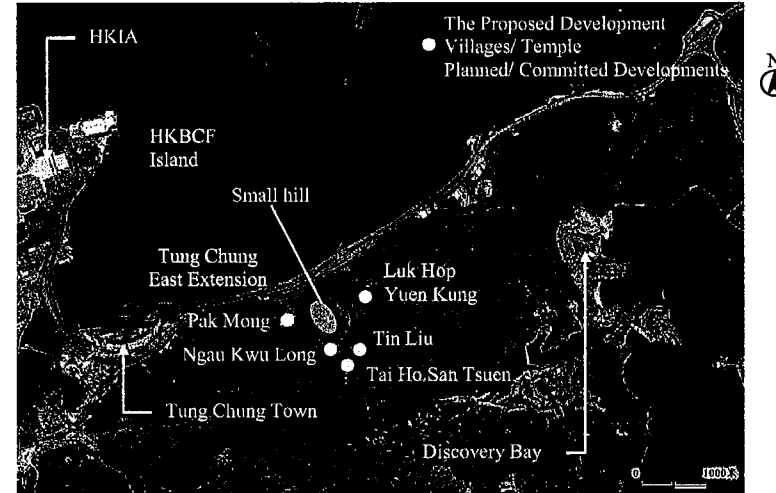 HKIA
The Proposed Development
Villages/ Temple
Planned/ Committed Developments
N
HKBCF
Island
Small hill
Tung Chung
East Extension
Luk Hop
Yuen Kung
Pak Mong
Ngau Kwu Long
Tin Liu
Tai Ho San Tsuen
Tung Chung Town
Discovery Bay
0